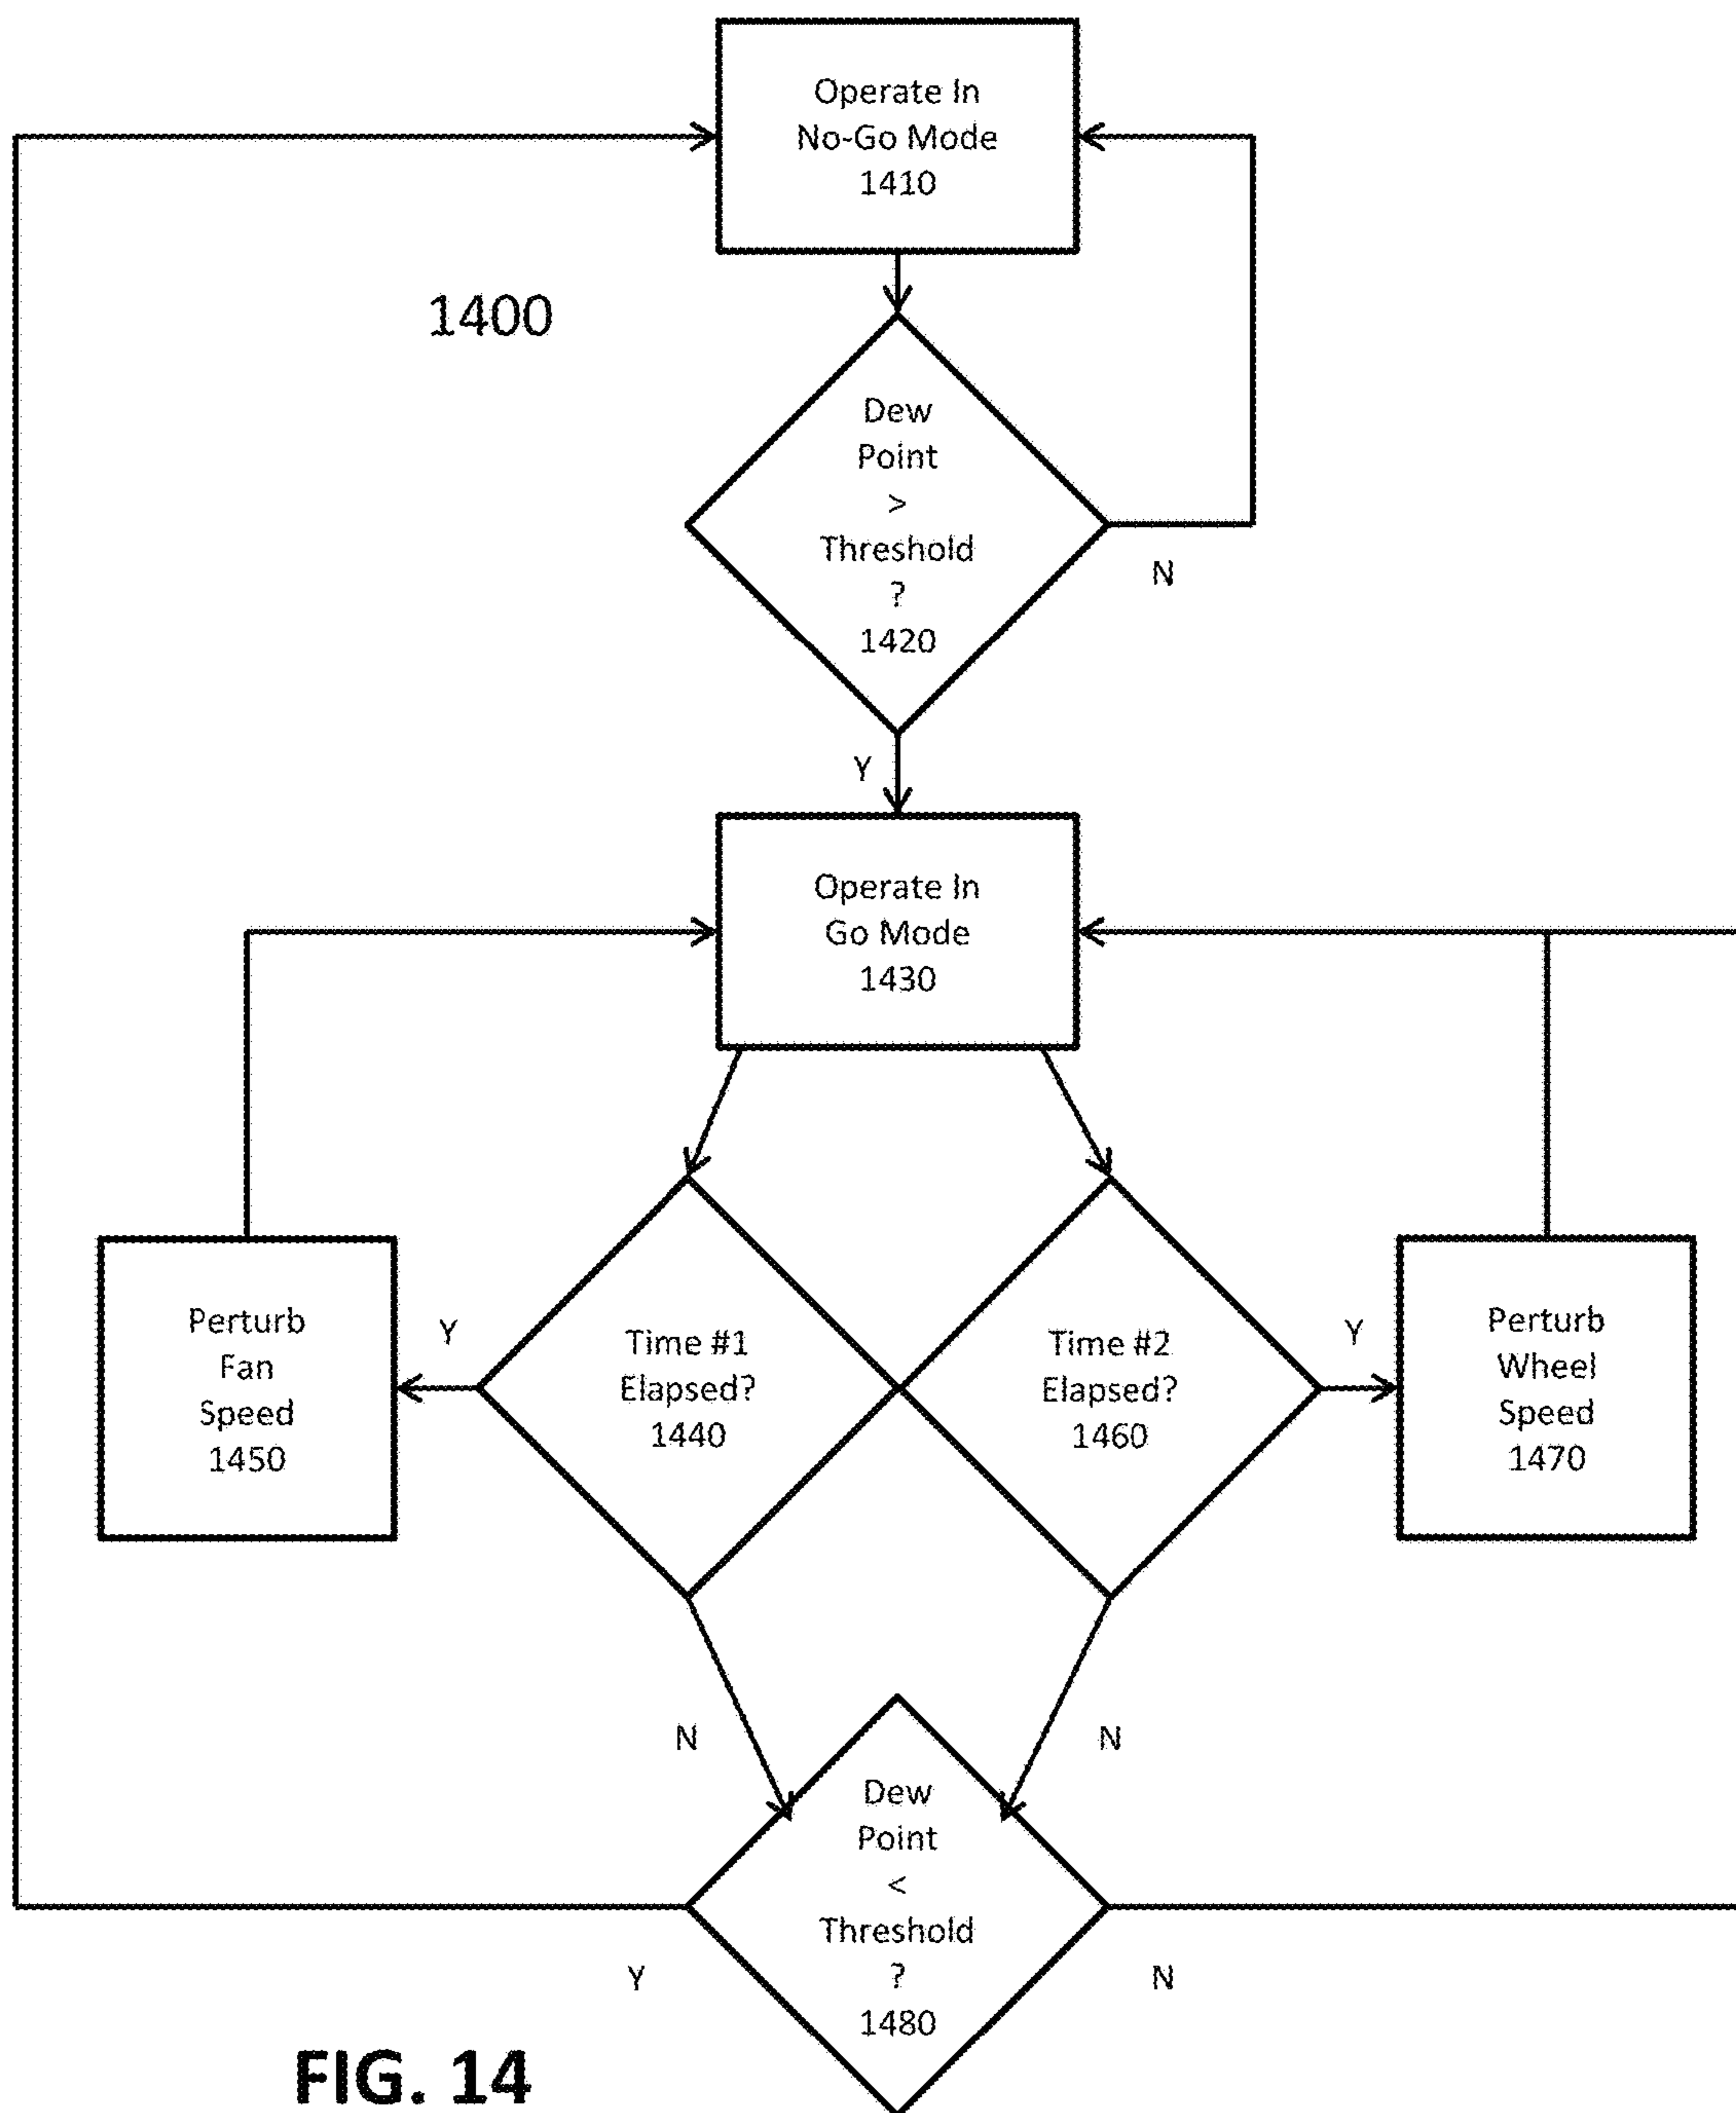 Operate In
No-Go Mode
1410
1400
Dew
Point
>
Threshold
?
1420
N
Y
Operate In
Go Mode
1430
Perturb
Fan
Speed
1450
Y
Time #1
Elapsed?
1440
Time #2
Elapsed?
1460
Y
Perturb
Wheel
Speed
1470
N
N
Dew
Point
<
Threshold
?
1480
Y
N
FIG. 14